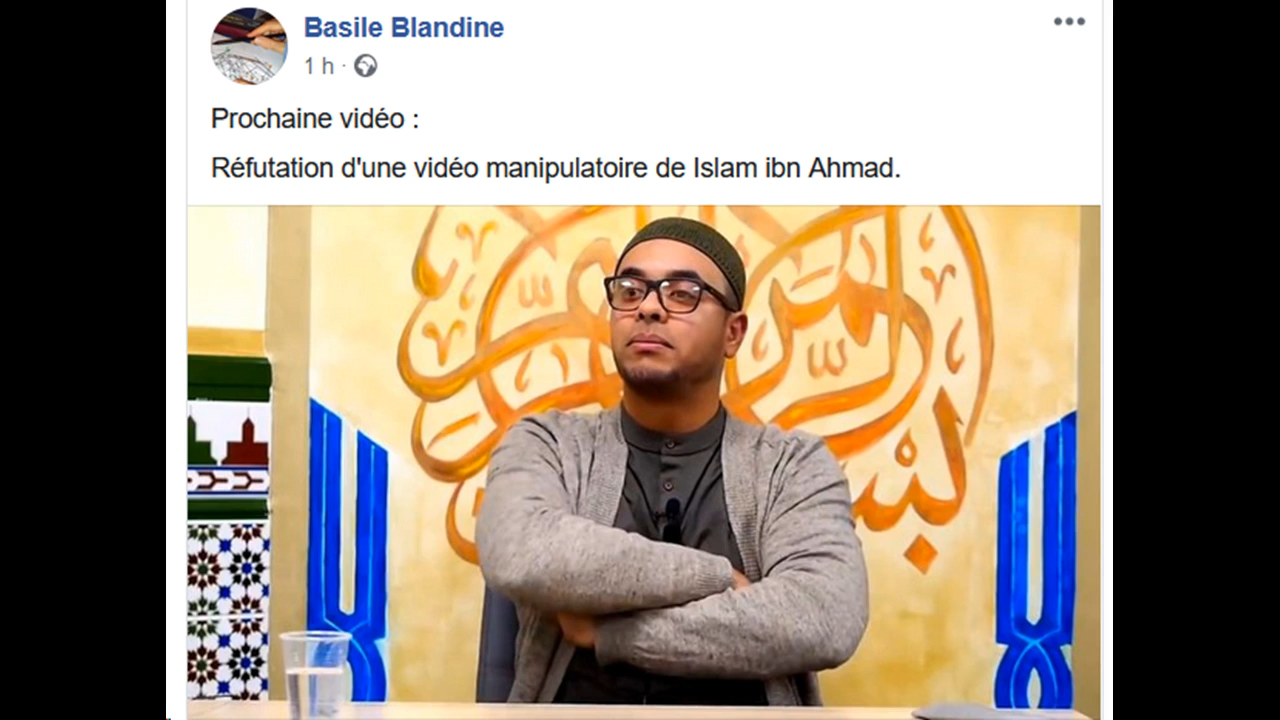 Basile Blandine
1 h ·
Prochaine vidéo :
Réfutation d'une vidéo manipulatoire de Islam ibn Ahmad.